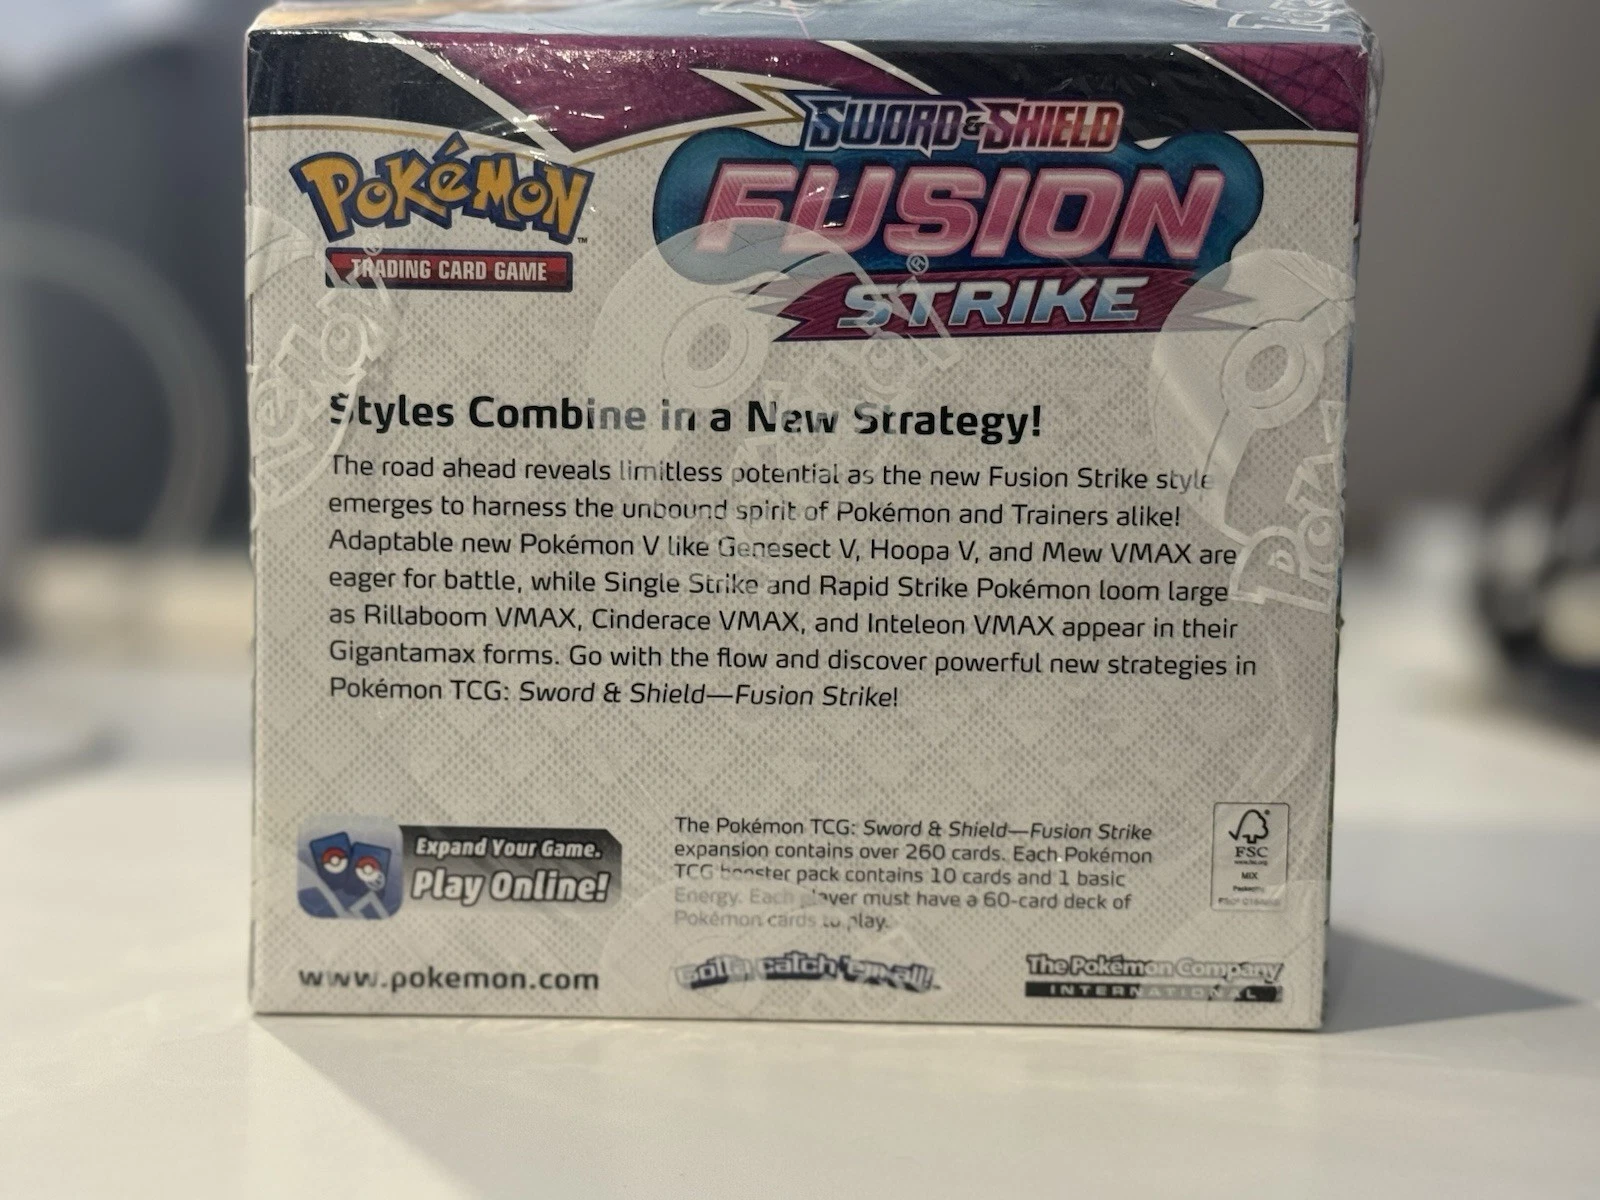 SWORD & SHIELD
POKéMON™
TRADING CARD GAME
FUSION
STRIKE
Styles Combine in a New Strategy!
The road ahead reveals limitless potential as the new Fusion Strike style
emerges to harness the unbound spirit of Pokémon and Trainers alike!
Adaptable new Pokémon V like Genesect V, Hoopa V, and Mew VMAX are
eager for battle, while Single Strike and Rapid Strike Pokémon loom large
as Rillaboom VMAX, Cinderace VMAX, and Inteleon VMAX appear in their
Gigantamax forms. Go with the flow and discover powerful new strategies in
Pokémon TCG: Sword & Shield—Fusion Strike!
Expand Your Game.
Play Online!
The Pokémon TCG: Sword & Shield—Fusion Strike
expansion contains over 260 cards. Each Pokémon
TCG booster pack contains 10 cards and 1 basic
Energy. Each player must have a 60-card deck of
Pokémon cards to play.
FSC
MIX
www.pokemon.com
Gotta catch 'em all!
The Pokémon Company
INTERNATIONAL